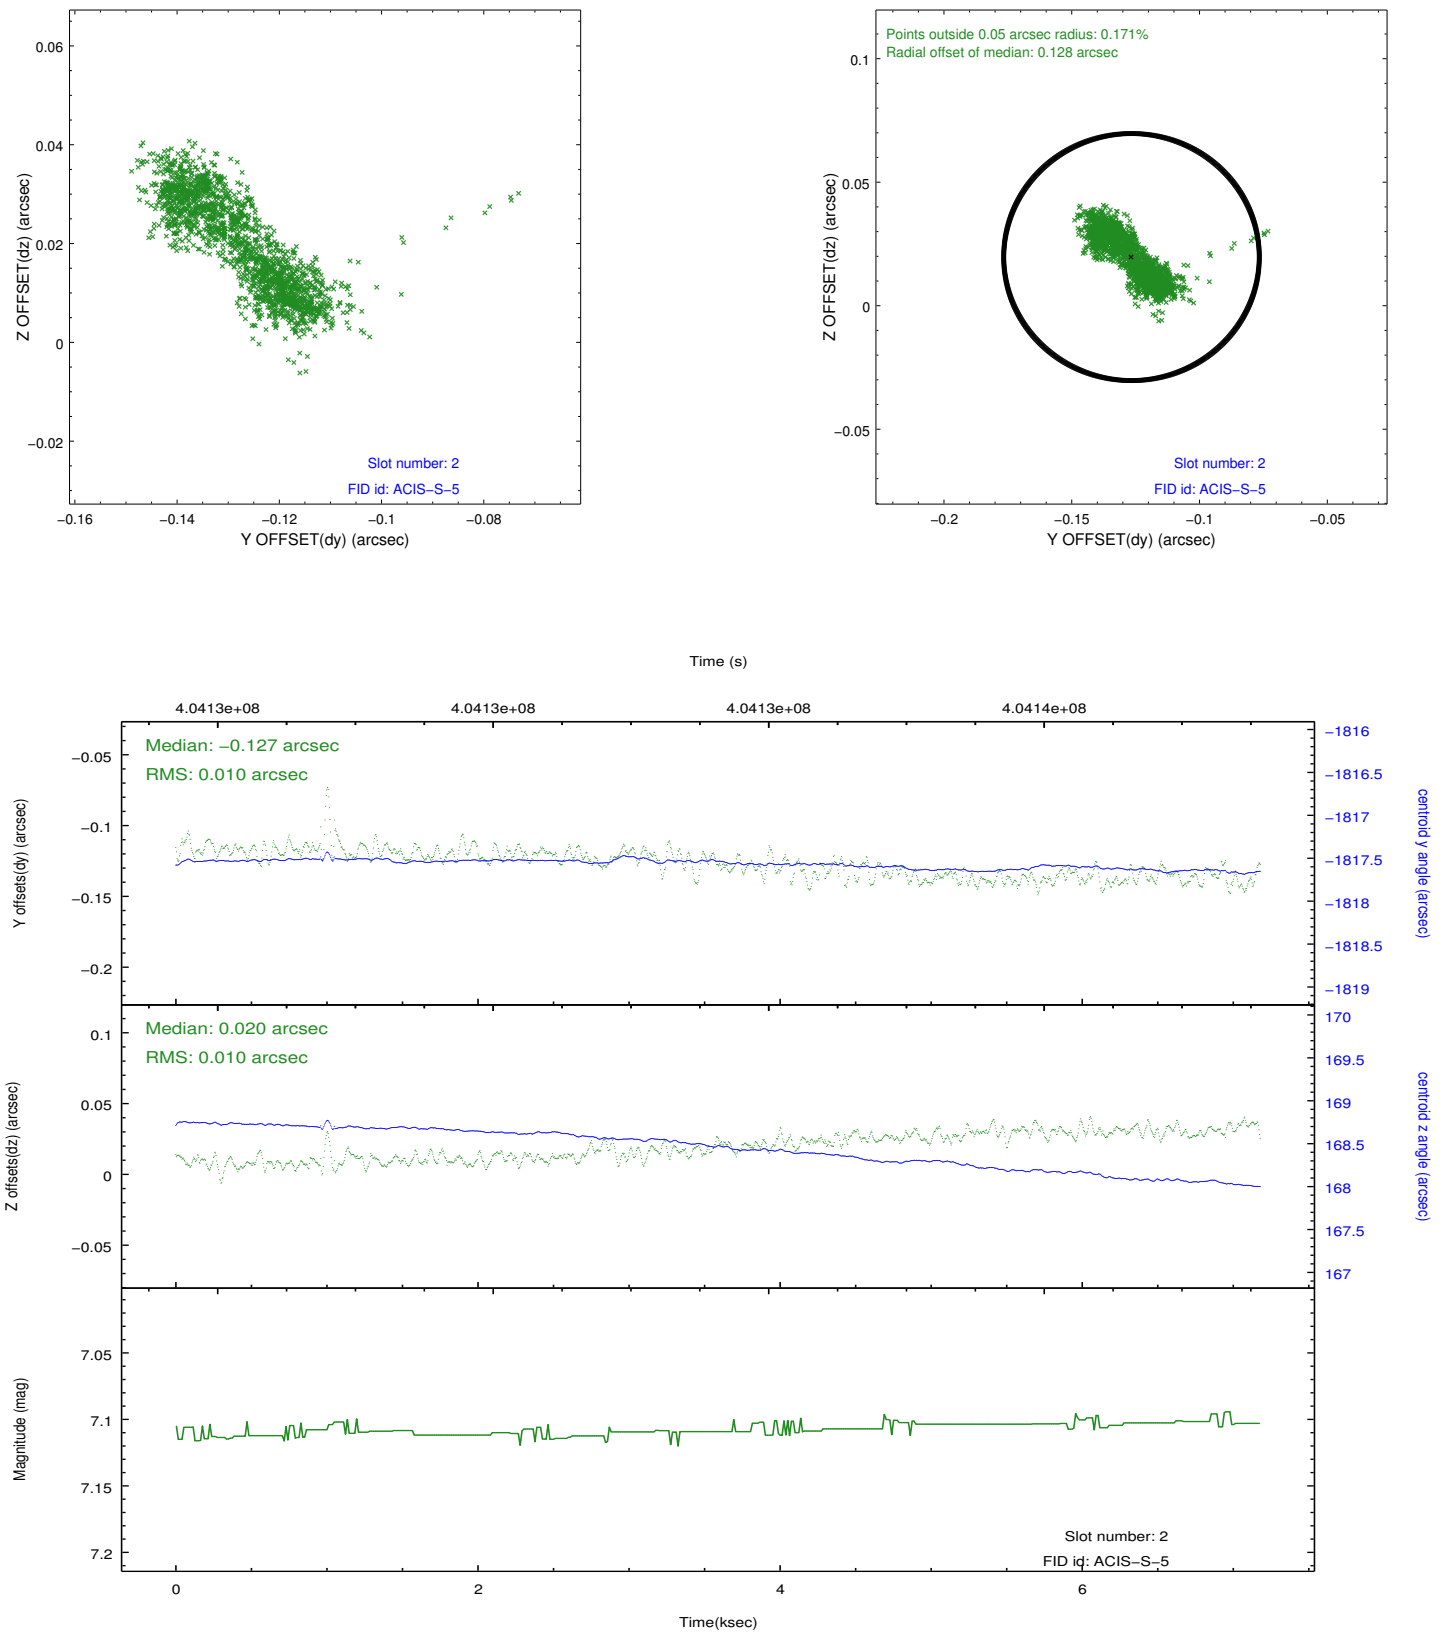 0.06
0.04
0.02
0
−0.02
Z OFFSET(dz) (arcsec)
Slot number: 2
FID id: ACIS−S−5
−0.16 −0.14 −0.12 −0.1 −0.08
Y OFFSET(dy) (arcsec)
Points outside 0.05 arcsec radius: 0.171%
Radial offset of median: 0.128 arcsec
0.1
0.05
0
−0.05
Z OFFSET(dz) (arcsec)
Slot number: 2
FID id: ACIS−S−5
−0.2 −0.15 −0.1 −0.05
Y OFFSET(dy) (arcsec)
Time (s)
4.0413e+08 4.0413e+08 4.0413e+08 4.0414e+08
Median: −0.127 arcsec
RMS: 0.010 arcsec
−0.05
−0.1
−0.15
−0.2
Y offsets(dy) (arcsec)
−1816
−1816.5
−1817
−1817.5
−1818
−1818.5
−1819
centroid y angle (arcsec)
Median: 0.020 arcsec
RMS: 0.010 arcsec
0.1
0.05
0
−0.05
Z offsets(dz) (arcsec)
170
169.5
169
168.5
168
167.5
167
centroid z angle (arcsec)
7.05
7.1
7.15
7.2
Magnitude (mag)
Slot number: 2
FID id: ACIS−S−5
0 2 4 6
Time(ksec)